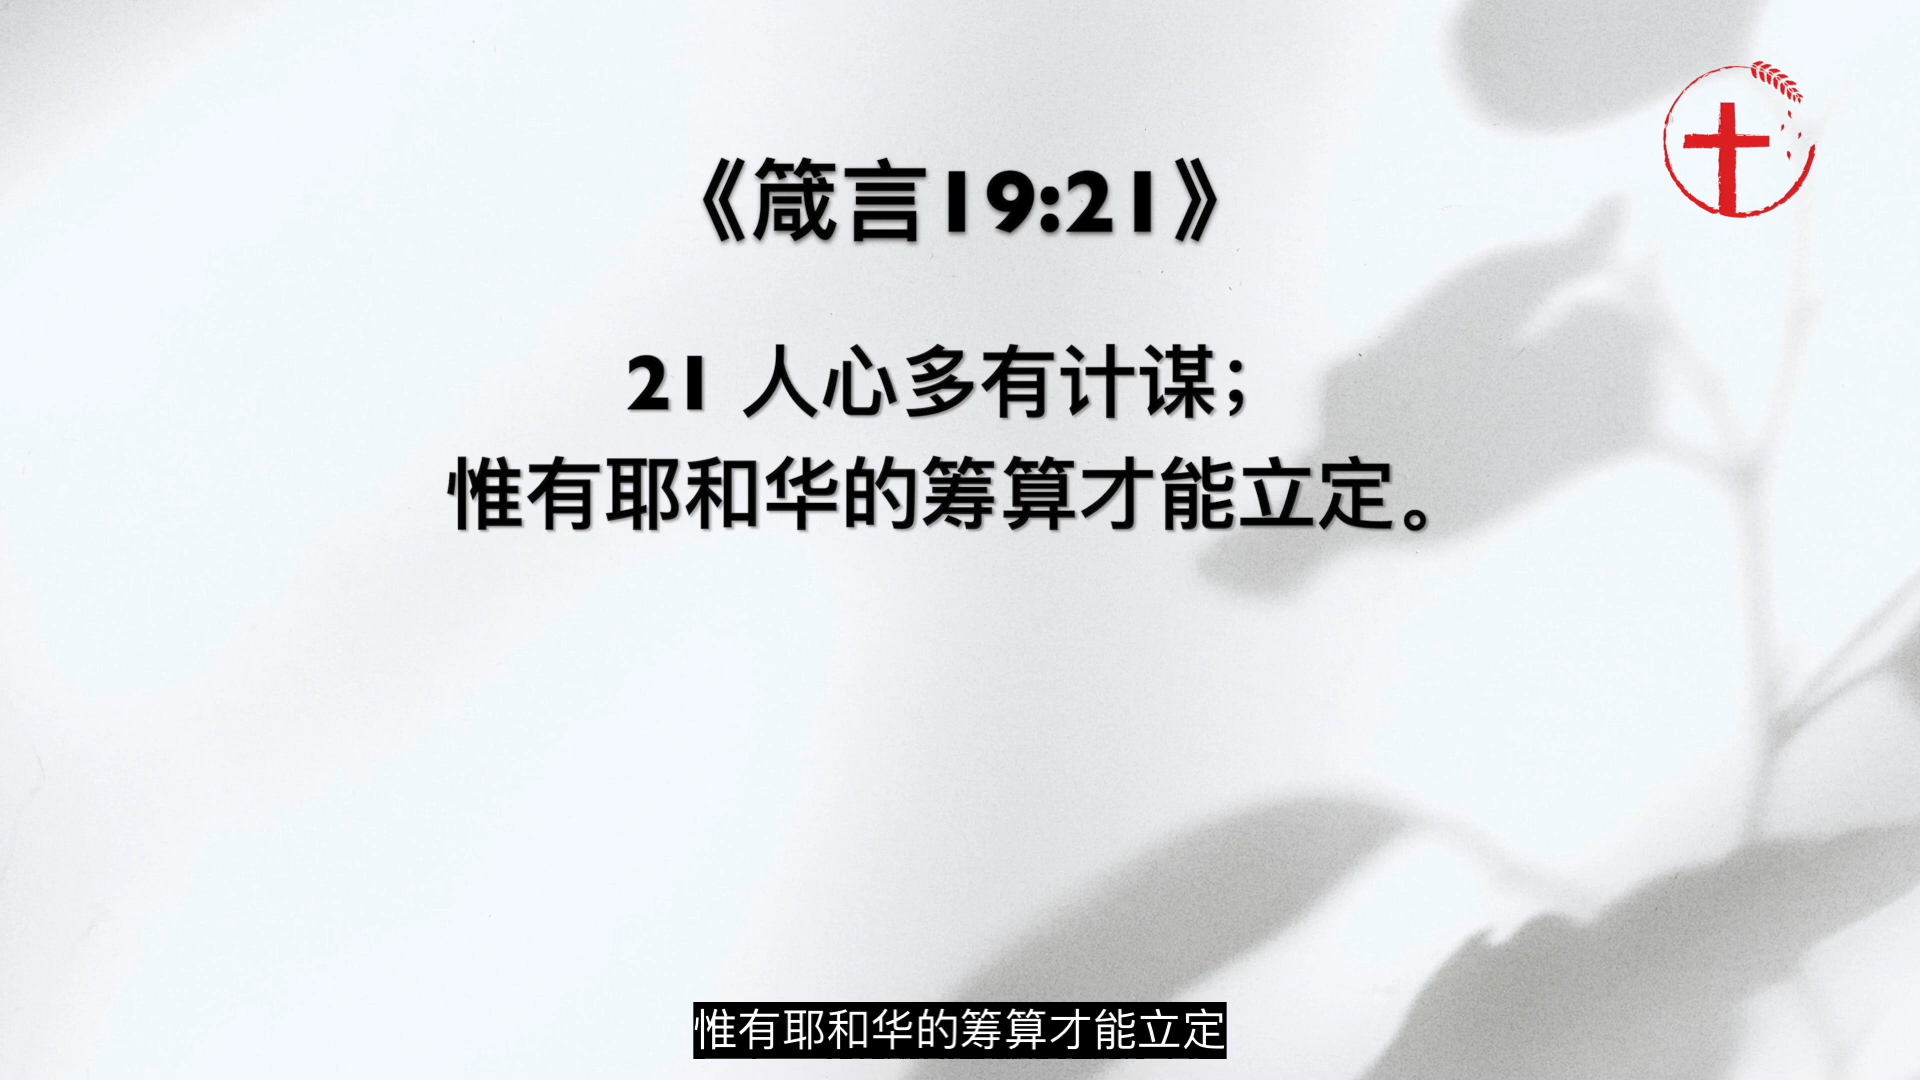 《箴言19:21》
21 人心多有计谋；
惟有耶和华的筹算才能立定。
惟有耶和华的筹算才能立定